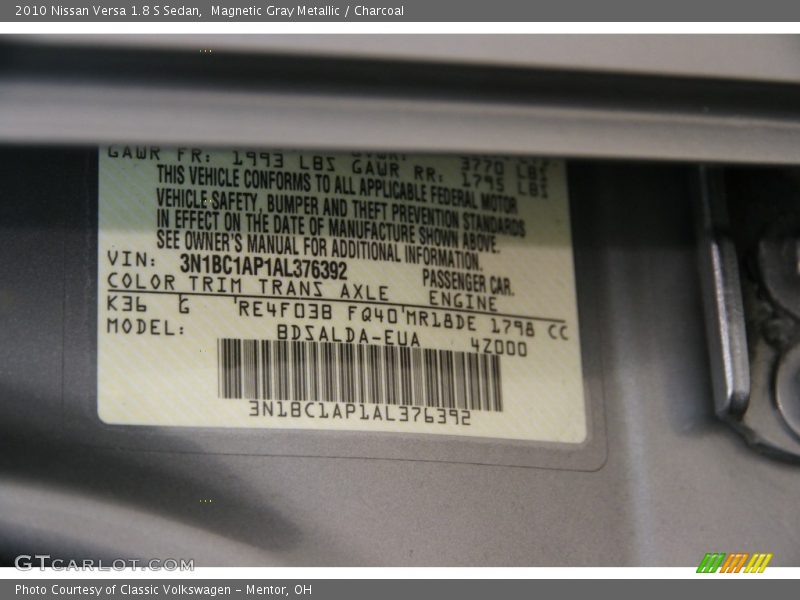 2010 Nissan Versa 1.8 S Sedan, Magnetic Gray Metallic / Charcoal
3770 LBS
GAWR FR: 1993 LBS GAWR RR: 1795 LBS
THIS VEHICLE CONFORMS TO ALL APPLICABLE FEDERAL MOTOR
VEHICLE SAFETY, BUMPER AND THEFT PREVENTION STANDARDS
IN EFFECT ON THE DATE OF MANUFACTURE SHOWN ABOVE.
SEE OWNER'S MANUAL FOR ADDITIONAL INFORMATION.
VIN: 3N1BC1AP1AL376392 PASSENGER CAR.
COLOR TRIM TRANS AXLE ENGINE
K36 G 'RE4F03B FQ40'MR18DE 1798 CC
MODEL: BDSALDA-EUA 4Z000
3N1BC1AP1AL376392
GTCARLOT.COM
Photo Courtesy of Classic Volkswagen - Mentor, OH